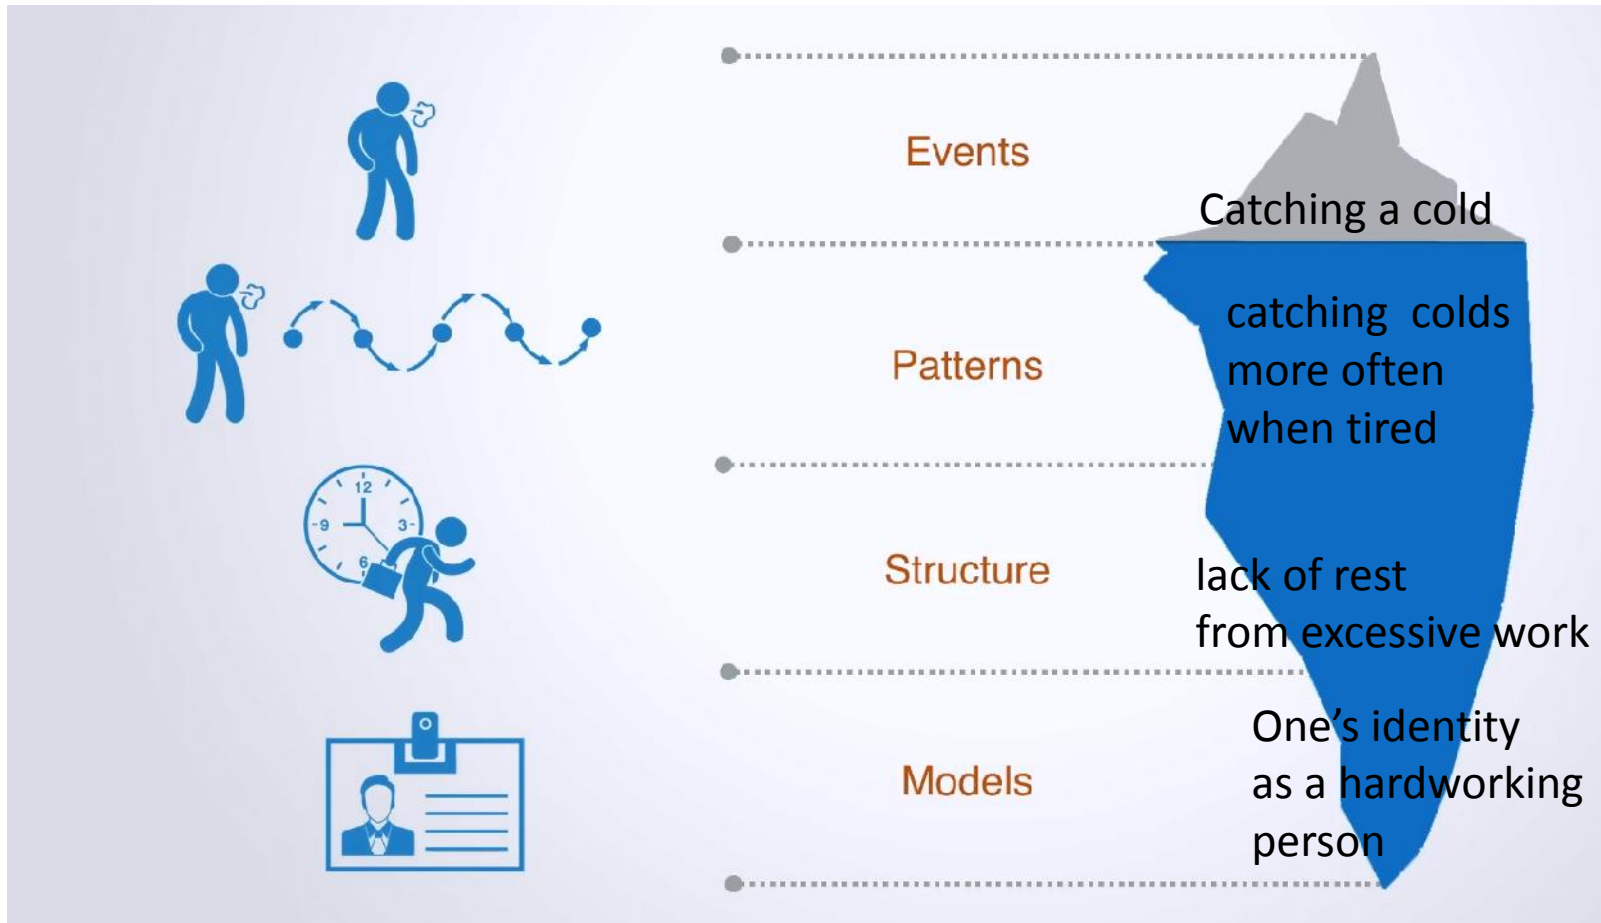 Events
Catching a cold
Patterns
catching  colds
more often
when tired
12
9
3
6
Structure
lack of rest
from excessive work
Models
One’s identity
as a hardworking
person